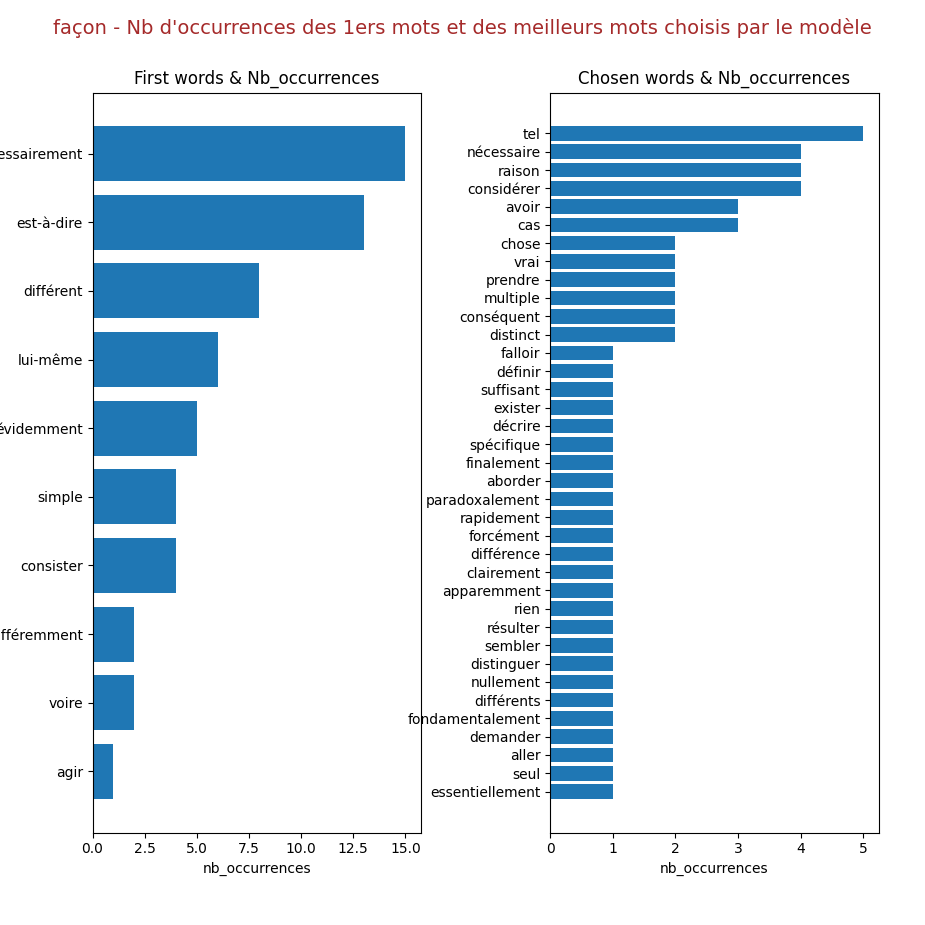 façon - Nb d'occurrences des 1ers mots et des meilleurs mots choisis par le modèle
First words & Nb_occurrences
essairement
est-à-dire
différent
lui-même
évidemment
simple
consister
fféremment
voire
agir
0.0 2.5 5.0 7.5 10.0 12.5 15.0
nb_occurrences
Chosen words & Nb_occurrences
tel
nécessaire
raison
considérer
avoir
cas
chose
vrai
prendre
multiple
conséquent
distinct
falloir
définir
suffisant
exister
décrire
spécifique
finalement
aborder
paradoxalement
rapidement
forcément
différence
clairement
apparemment
rien
résulter
sembler
distinguer
nullement
différents
fondamentalement
demander
aller
seul
essentiellement
0 1 2 3 4 5
nb_occurrences